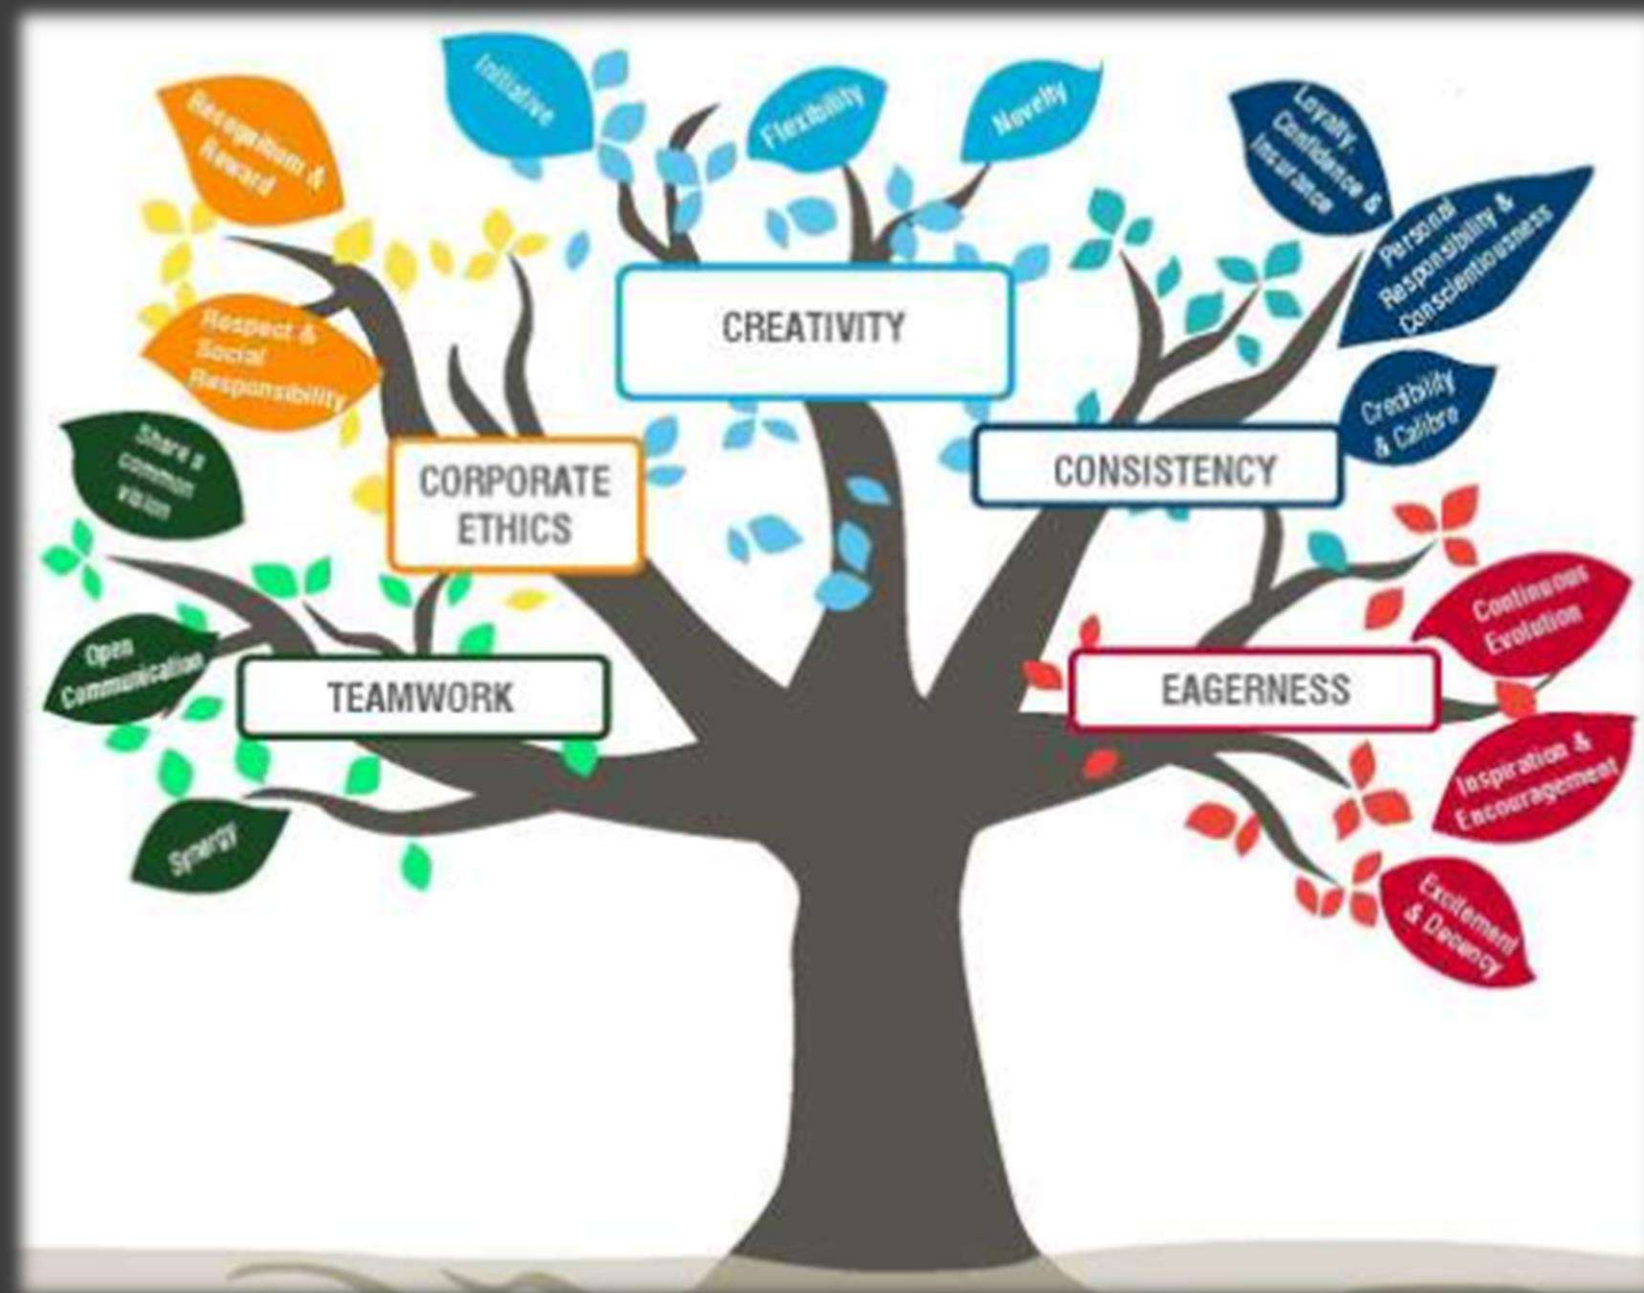 Initiative
Flexibility
Novelty
Recognition &
Reward
Loyalty,
Confidence &
Insurance
Personal
Responsibility &
Conscientiousness
CREATIVITY
Respect &
Social
Responsibility
Credibility
& Calibre
Share a
common
vision
CORPORATE
ETHICS
CONSISTENCY
Continuous
Evolution
Open
Communication
TEAMWORK
EAGERNESS
Inspiration &
Encouragement
Synergy
Excitement
& Decency